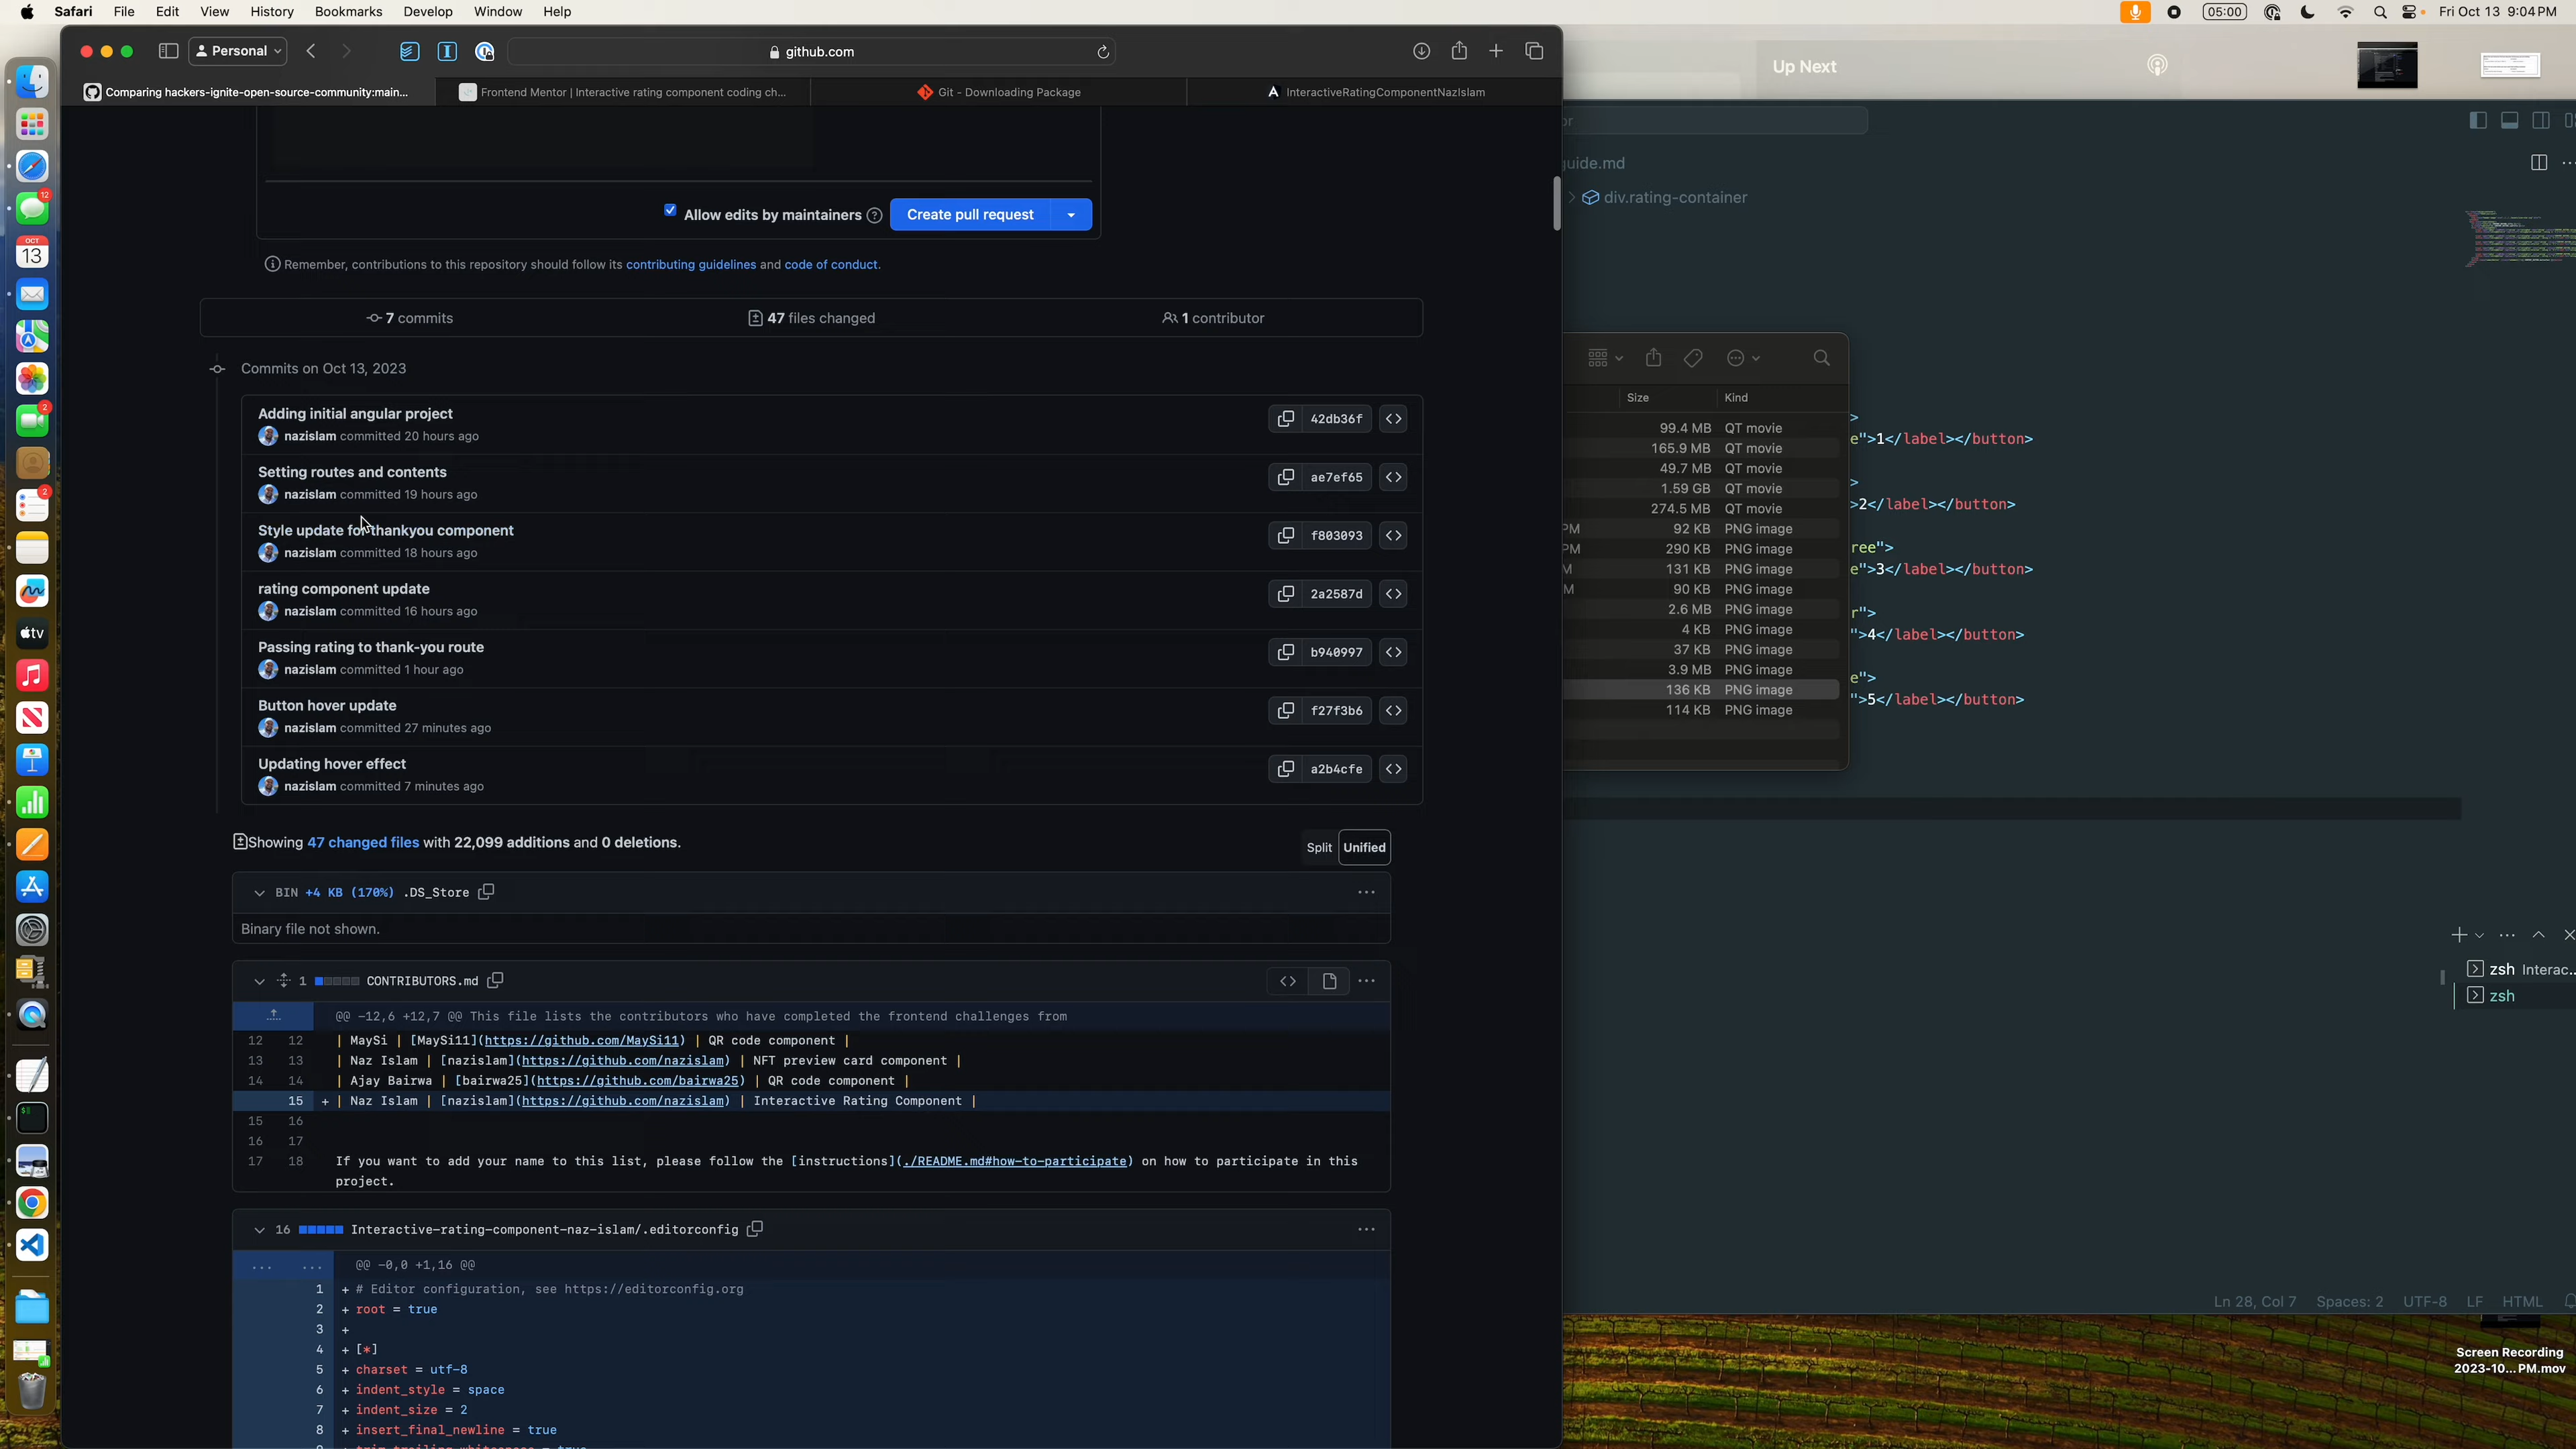 Safari File Edit View History Bookmarks Develop Window Help
05:00 Fri Oct 13 9:04 PM
Personal
github.com
Up Next
Comparing hackers-ignite-open-source-community:main...
Frontend Mentor | Interactive rating component coding ch...
Git - Downloading Package
InteractiveRatingComponentNazIslam
guide.md
div.rating-container
Allow edits by maintainers
Create pull request
Remember, contributions to this repository should follow its contributing guidelines and code of conduct.
7 commits
47 files changed
1 contributor
Commits on Oct 13, 2023
Adding initial angular project
nazislam committed 20 hours ago
42db36f
Setting routes and contents
nazislam committed 19 hours ago
ae7ef65
Style update for thankyou component
nazislam committed 18 hours ago
f803093
rating component update
nazislam committed 16 hours ago
2a2587d
Passing rating to thank-you route
nazislam committed 1 hour ago
b940997
Button hover update
nazislam committed 27 minutes ago
f27f3b6
Updating hover effect
nazislam committed 7 minutes ago
a2b4cfe
Showing 47 changed files with 22,099 additions and 0 deletions.
Split Unified
BIN +4 KB (170%) .DS_Store
Binary file not shown.
1 CONTRIBUTORS.md
@@ -12,6 +12,7 @@ This file lists the contributors who have completed the frontend challenges from
12 12 | MaySi | [MaySi11](https://github.com/MaySi11) | QR code component |
13 13 | Naz Islam | [nazislam](https://github.com/nazislam) | NFT preview card component |
14 14 | Ajay Bairwa | [bairwa25](https://github.com/bairwa25) | QR code component |
15 + | Naz Islam | [nazislam](https://github.com/nazislam) | Interactive Rating Component |
15 16
16 17
17 18 If you want to add your name to this list, please follow the [instructions](./README.md#how-to-participate) on how to participate in this
project.
16 Interactive-rating-component-naz-islam/.editorconfig
@@ -0,0 +1,16 @@
1 + # Editor configuration, see https://editorconfig.org
2 + root = true
3 +
4 + [*]
5 + charset = utf-8
6 + indent_style = space
7 + indent_size = 2
8 + insert_final_newline = true
Size Kind
99.4 MB QT movie
165.9 MB QT movie
49.7 MB QT movie
1.59 GB QT movie
274.5 MB QT movie
PM 92 KB PNG image
PM 290 KB PNG image
M 131 KB PNG image
M 90 KB PNG image
2.6 MB PNG image
4 KB PNG image
37 KB PNG image
3.9 MB PNG image
136 KB PNG image
114 KB PNG image
>
e">1</label></button>
>
>2</label></button>
ree">
e">3</label></button>
r">
">4</label></button>
e">
">5</label></button>
zsh Interac...
zsh
Ln 28, Col 7 Spaces: 2 UTF-8 LF HTML
Screen Recording
2023-10...PM.mov
OCT
13
12
2
2
tv